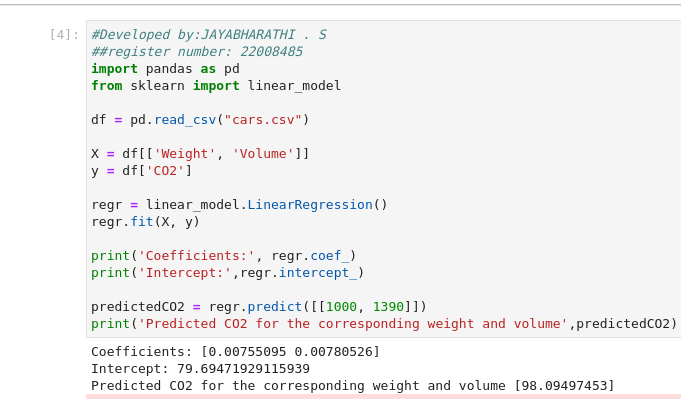 [4]: #Developed by:JAYABHARATHI . S
##register number: 22008485
import pandas as pd
from sklearn import linear_model
df = pd.read_csv("cars.csv")
X = df[['Weight', 'Volume']]
y = df['CO2']
regr = linear_model.LinearRegression()
regr.fit(X, y)
print('Coefficients:', regr.coef_)
print('Intercept:',regr.intercept_)
predictedCO2 = regr.predict([[1000, 1390]])
print('Predicted CO2 for the corresponding weight and volume',predictedCO2)
Coefficients: [0.00755095 0.00780526]
Intercept: 79.69471929115939
Predicted CO2 for the corresponding weight and volume [98.09497453]